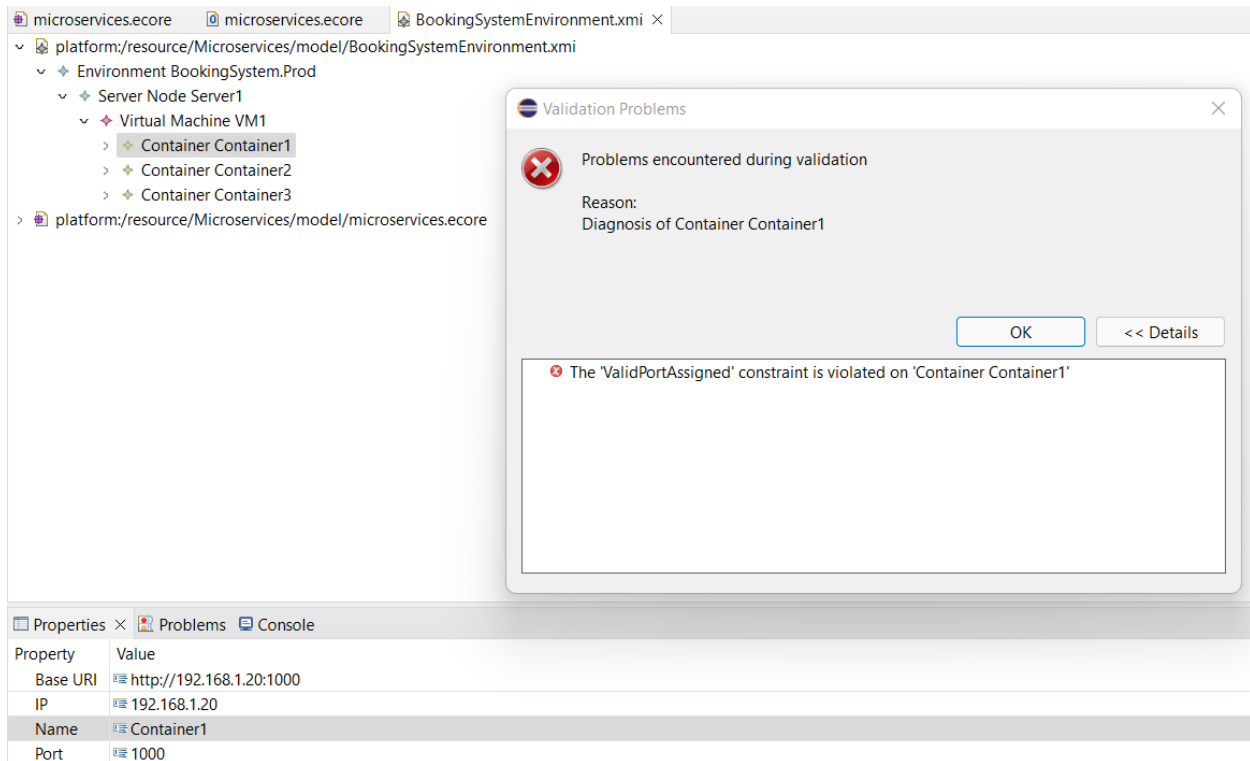 microservices.ecore microservices.ecore BookingSystemEnvironment.xmi
platform:/resource/Microservices/model/BookingSystemEnvironment.xmi
Environment BookingSystem.Prod
Server Node Server1
Virtual Machine VM1
Container Container1
Container Container2
Container Container3
platform:/resource/Microservices/model/microservices.ecore
Validation Problems
Problems encountered during validation
Reason:
Diagnosis of Container Container1
OK << Details
The 'ValidPortAssigned' constraint is violated on 'Container Container1'
Properties Problems Console
Property Value
Base URI http://192.168.1.20:1000
IP 192.168.1.20
Name Container1
Port 1000